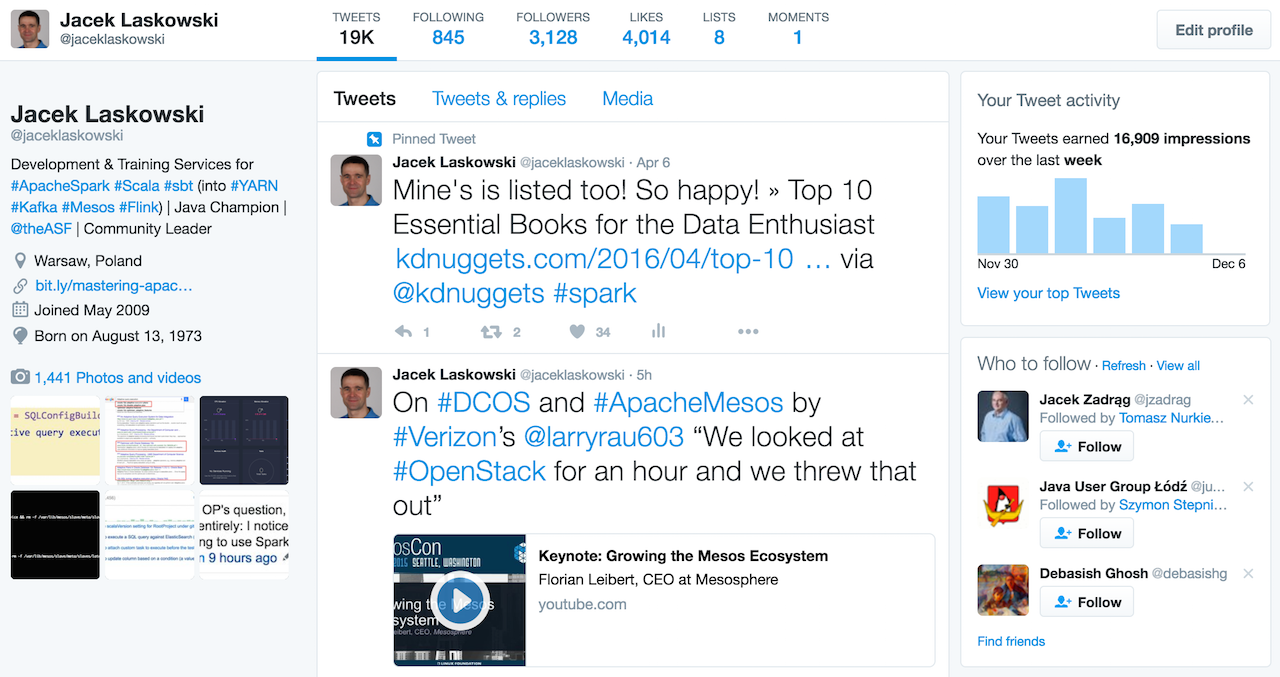 Jacek Laskowski
@jaceklaskowski
TWEETS
19K
FOLLOWING
845
FOLLOWERS
3,128
LIKES
4,014
LISTS
8
MOMENTS
1
Edit profile
Jacek Laskowski
@jaceklaskowski
Development & Training Services for
#ApacheSpark #Scala #sbt (into #YARN
#Kafka #Mesos #Flink) | Java Champion |
@theASF | Community Leader
Warsaw, Poland
bit.ly/mastering-apac…
Joined May 2009
Born on August 13, 1973
1,441 Photos and videos
SQLConfigBuilc
tive query execut
OP's question,
entirely: I notice
ng to use Spark
n 9 hours ago
Tweets
Tweets & replies
Media
Pinned Tweet
Jacek Laskowski @jaceklaskowski · Apr 6
Mine's is listed too! So happy! » Top 10
Essential Books for the Data Enthusiast
kdnuggets.com/2016/04/top-10 … via
@kdnuggets #spark
1
2
34
Jacek Laskowski @jaceklaskowski · 5h
On #DCOS and #ApacheMesos by
#Verizon's @larryrau603 “We looked at
#OpenStack for an hour and we threw that
out”
osCon
2015 SEATTLE, WASHINGTON
wing the Mesos
system
eibert, CEO, Mesosphere
LINUX FOUNDATION
Keynote: Growing the Mesos Ecosystem
Florian Leibert, CEO at Mesosphere
youtube.com
Your Tweet activity
Your Tweets earned 16,909 impressions
over the last week
Nov 30
Dec 6
View your top Tweets
Who to follow · Refresh · View all
Jacek Zadrąg @jzadrag
Followed by Tomasz Nurkie…
Follow
Java User Group Łódź @ju…
Followed by Szymon Stepni…
Follow
Debasish Ghosh @debasishg
Follow
Find friends